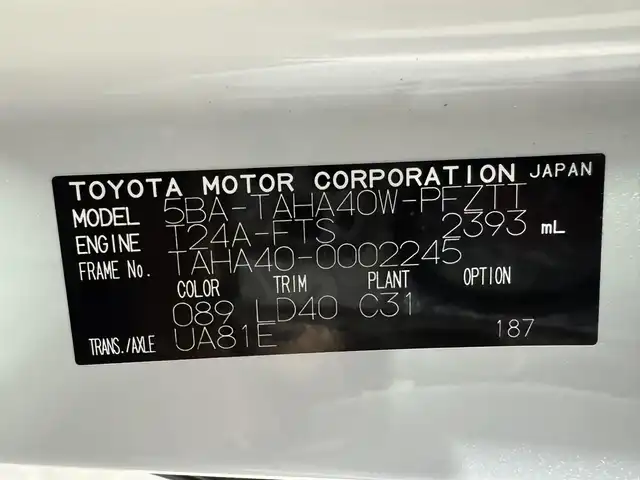 TOYOTA MOTOR CORPORATION JAPAN
MODEL 5BA-TAHA40W-PFZTT
ENGINE T24A-FTS 2393 mL
FRAME No. TAHA40-0002245
COLOR TRIM PLANT OPTION
089 LD40 C31
TRANS./AXLE UA81E 187